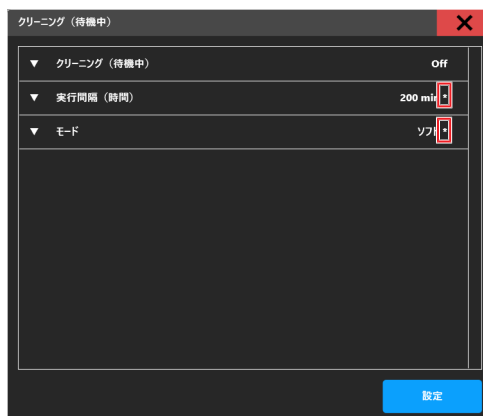 クリーニング（待機中）
▼ クリーニング（待機中） Off
▼ 実行間隔（時間） 200 min *
▼ モード ソフト *
設定